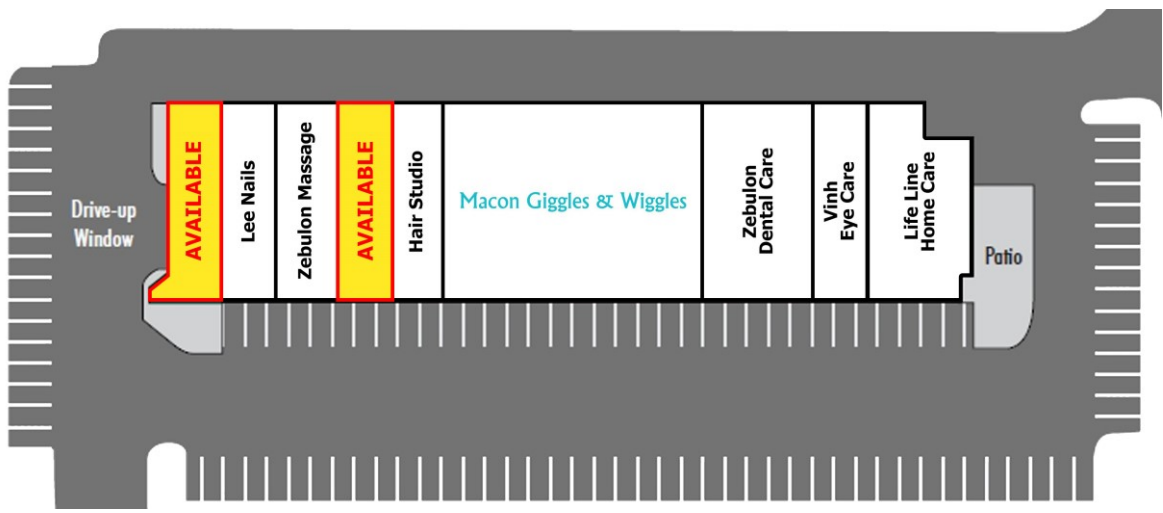 Drive-up
Window
AVAILABLE
Lee Nails
Zebulon Massage
AVAILABLE
Hair Studio
Macon Giggles & Wiggles
Zebulon
Dental Care
Vinh
Eye Care
Life Line
Home Care
Patio